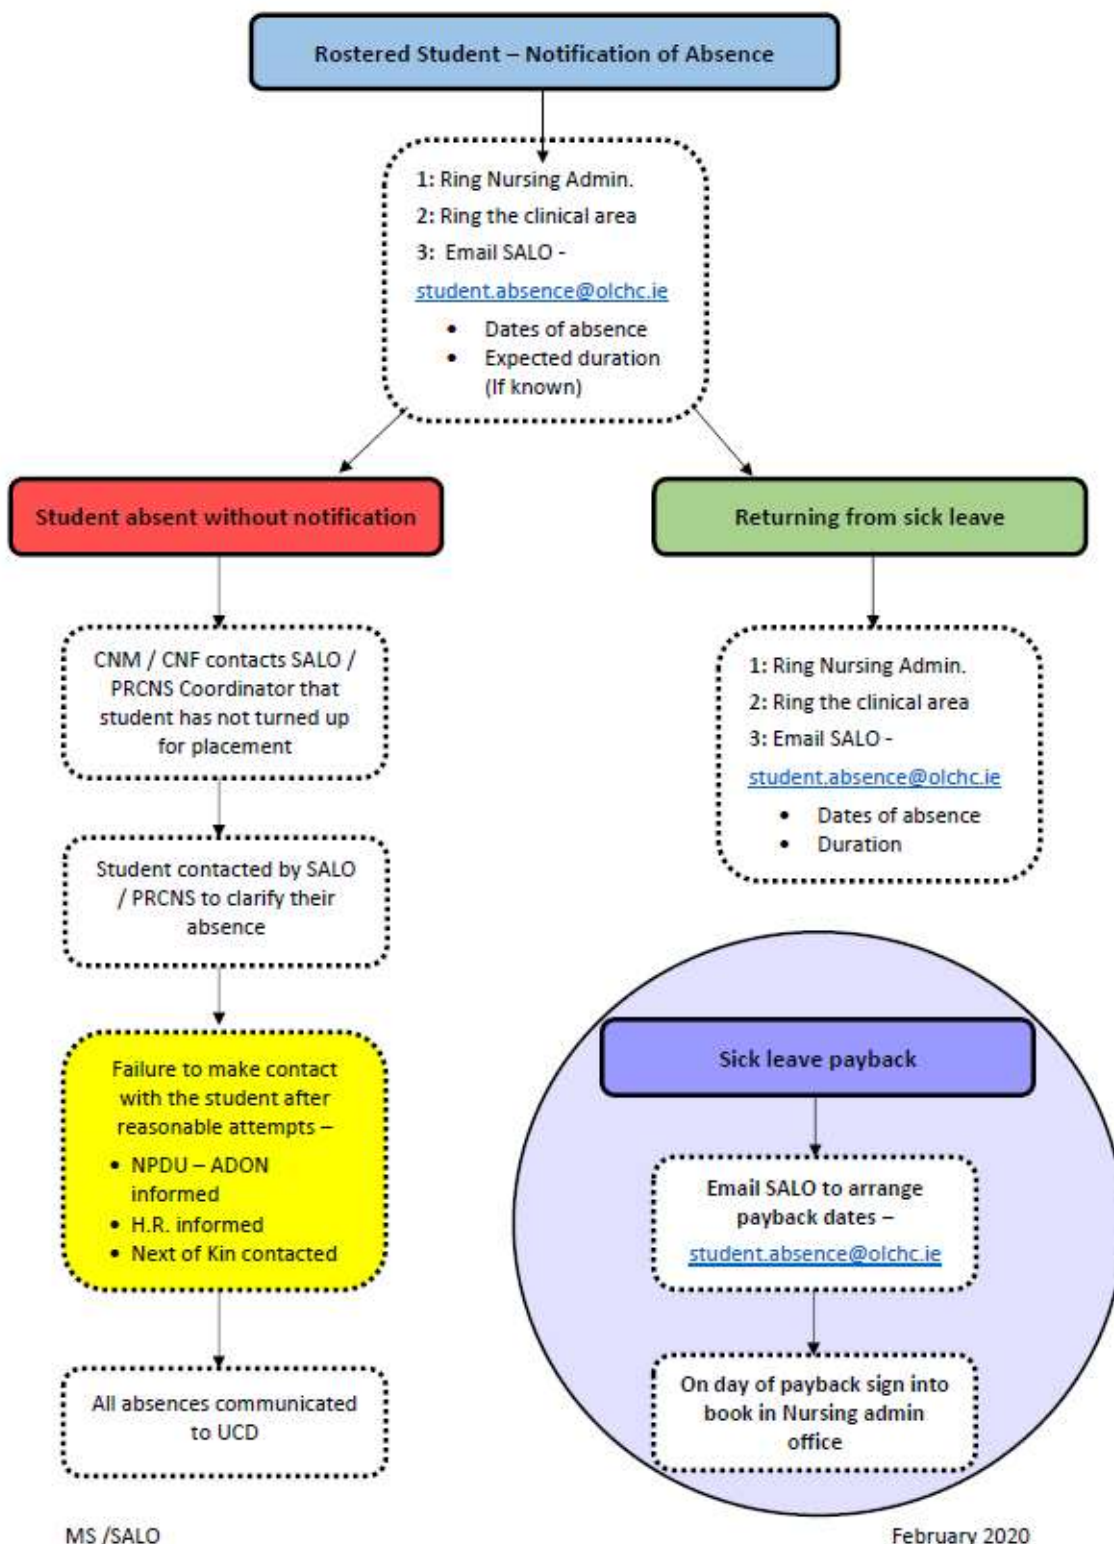 Rostered Student – Notification of Absence
1: Ring Nursing Admin.
2: Ring the clinical area
3: Email SALO -
student.absence@olchc.ie
• Dates of absence
• Expected duration
(If known)
Student absent without notification
CNM / CNF contacts SALO /
PRCNS Coordinator that
student has not turned up
for placement
Student contacted by SALO
/ PRCNS to clarify their
absence
Failure to make contact
with the student after
reasonable attempts –
• NPDU – ADON
informed
• H.R. informed
• Next of Kin contacted
All absences communicated
to UCD
Returning from sick leave
1: Ring Nursing Admin.
2: Ring the clinical area
3: Email SALO -
student.absence@olchc.ie
• Dates of absence
• Duration
Sick leave payback
Email SALO to arrange
payback dates –
student.absence@olchc.ie
On day of payback sign into
book in Nursing admin
office
MS /SALO
February 2020